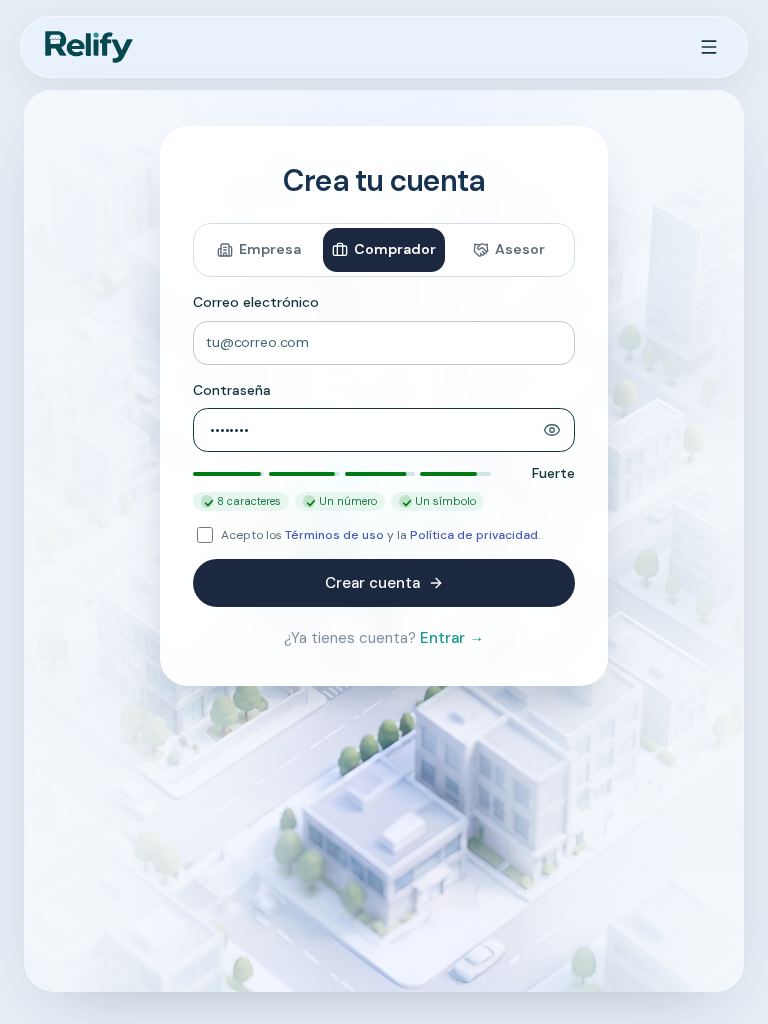 Relify
Crea tu cuenta
Empresa
Comprador
Asesor
Correo electrónico
tu@correo.com
Contraseña
••••••••
Fuerte
8 caracteres
Un número
Un símbolo
Acepto los Términos de uso y la Política de privacidad.
Crear cuenta →
¿Ya tienes cuenta? Entrar →